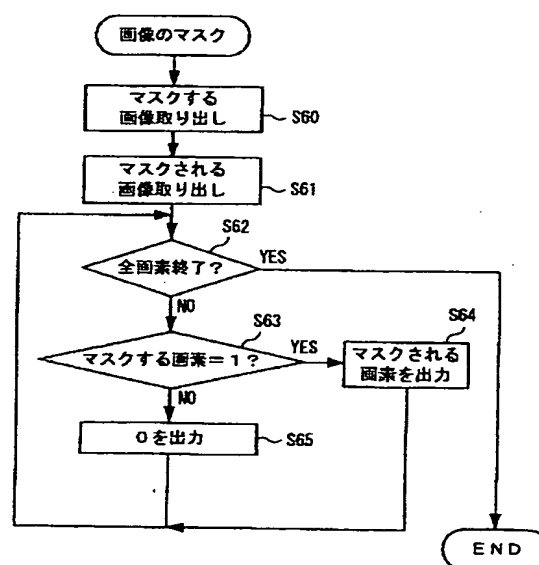 画像のマスク
マスクする
画像取り出し
S60
マスクされる
画像取り出し
S61
S62
全画素終了?
YES
NO
S63
マスクする画素=1?
YES
S64
マスクされる
画素を出力
NO
0を出力
S65
END